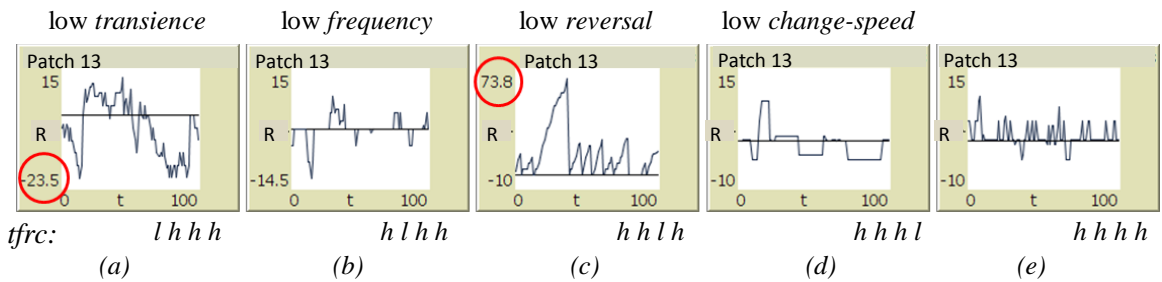 low transience low frequency low reversal low change-speed
Patch 13 Patch 13 Patch 13 Patch 13 Patch 13
15 15 73.8 15 15
R R R R R
-23.5 -14.5 -10 -10 -10
0 t 100 0 t 100 0 t 100 0 t 100 0 t 100
tfrc: l h h h h l h h h h l h h h h l h h h h
(a) (b) (c) (d) (e)